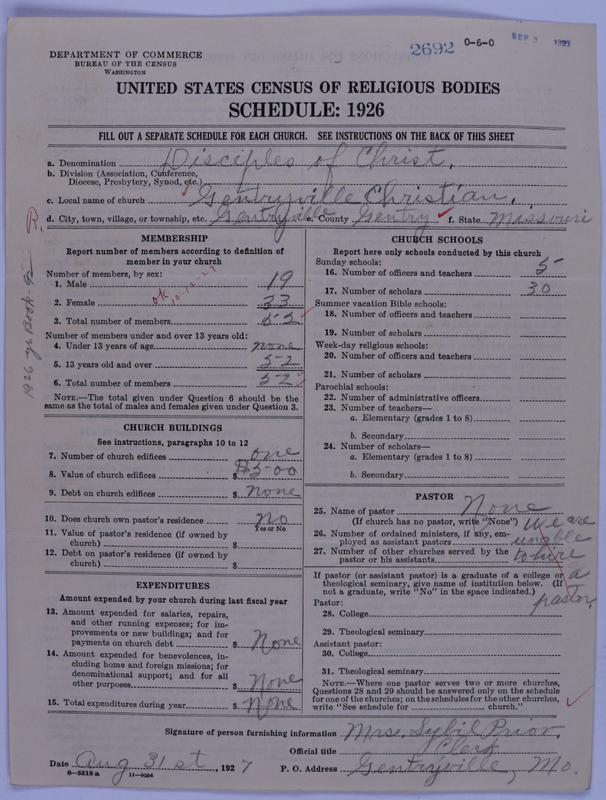 2692 0-6-0 SEP 3 1927
DEPARTMENT OF COMMERCE
BUREAU OF THE CENSUS
WASHINGTON
UNITED STATES CENSUS OF RELIGIOUS BODIES
SCHEDULE: 1926
FILL OUT A SEPARATE SCHEDULE FOR EACH CHURCH. SEE INSTRUCTIONS ON THE BACK OF THIS SHEET
a. Denomination Disciples of Christ.
b. Division (Association, Conference,
Diocese, Presbytery, Synod, etc.)
c. Local name of church Gentryville Christian.
d. City, town, village, or township, etc. Gentryville e. County Gentry f. State Missouri
MEMBERSHIP
Report number of members according to definition of
member in your church
Number of members, by sex:
1. Male 19
2. Female 33
ok 10-12-27
3. Total number of members 52
Number of members under and over 13 years old:
4. Under 13 years of age none
5. 13 years old and over 52
6. Total number of members 52
NOTE.—The total given under Question 6 should be the
same as the total of males and females given under Question 3.
CHURCH BUILDINGS
See instructions, paragraphs 10 to 12
7. Number of church edifices one
8. Value of church edifices $500
9. Debt on church edifices $ none
10. Does church own pastor's residence no
Yes or No
11. Value of pastor's residence (if owned by
church) $
12. Debt on pastor's residence (if owned by
church) $
EXPENDITURES
Amount expended by your church during last fiscal year
13. Amount expended for salaries, repairs,
and other running expenses; for im-
provements or new buildings; and for
payments on church debt $ None
14. Amount expended for benevolences, in-
cluding home and foreign missions; for
denominational support; and for all
other purposes $ None
15. Total expenditures during year $ None
CHURCH SCHOOLS
Report here only schools conducted by this church
Sunday schools:
16. Number of officers and teachers 5
17. Number of scholars 30
Summer vacation Bible schools:
18. Number of officers and teachers
19. Number of scholars
Week-day religious schools:
20. Number of officers and teachers
21. Number of scholars
Parochial schools:
22. Number of administrative officers
23. Number of teachers—
a. Elementary (grades 1 to 8)
b. Secondary
24. Number of scholars—
a. Elementary (grades 1 to 8)
b. Secondary
PASTOR
25. Name of pastor None
(If church has no pastor, write "None") We are
26. Number of ordained ministers, if any, em-
ployed as assistant pastors unable
27. Number of other churches served by the
pastor or his assistants to hire
If pastor (or assistant pastor) is a graduate of a college or a
theological seminary, give name of institution below. (If
not a graduate, write "No" in the space indicated.) pastor.
Pastor:
28. College
29. Theological seminary
Assistant pastor:
30. College
31. Theological seminary
NOTE.—Where one pastor serves two or more churches,
Questions 28 and 29 should be answered only on the schedule
for one of the churches; on the schedules for the other churches,
write "See schedule for church."
Signature of person furnishing information Mrs. Sybil Prior,
Official title Clerk
Date Aug 31st, 1927 P. O. Address Gentryville, Mo.
8-5518 a 11-9204